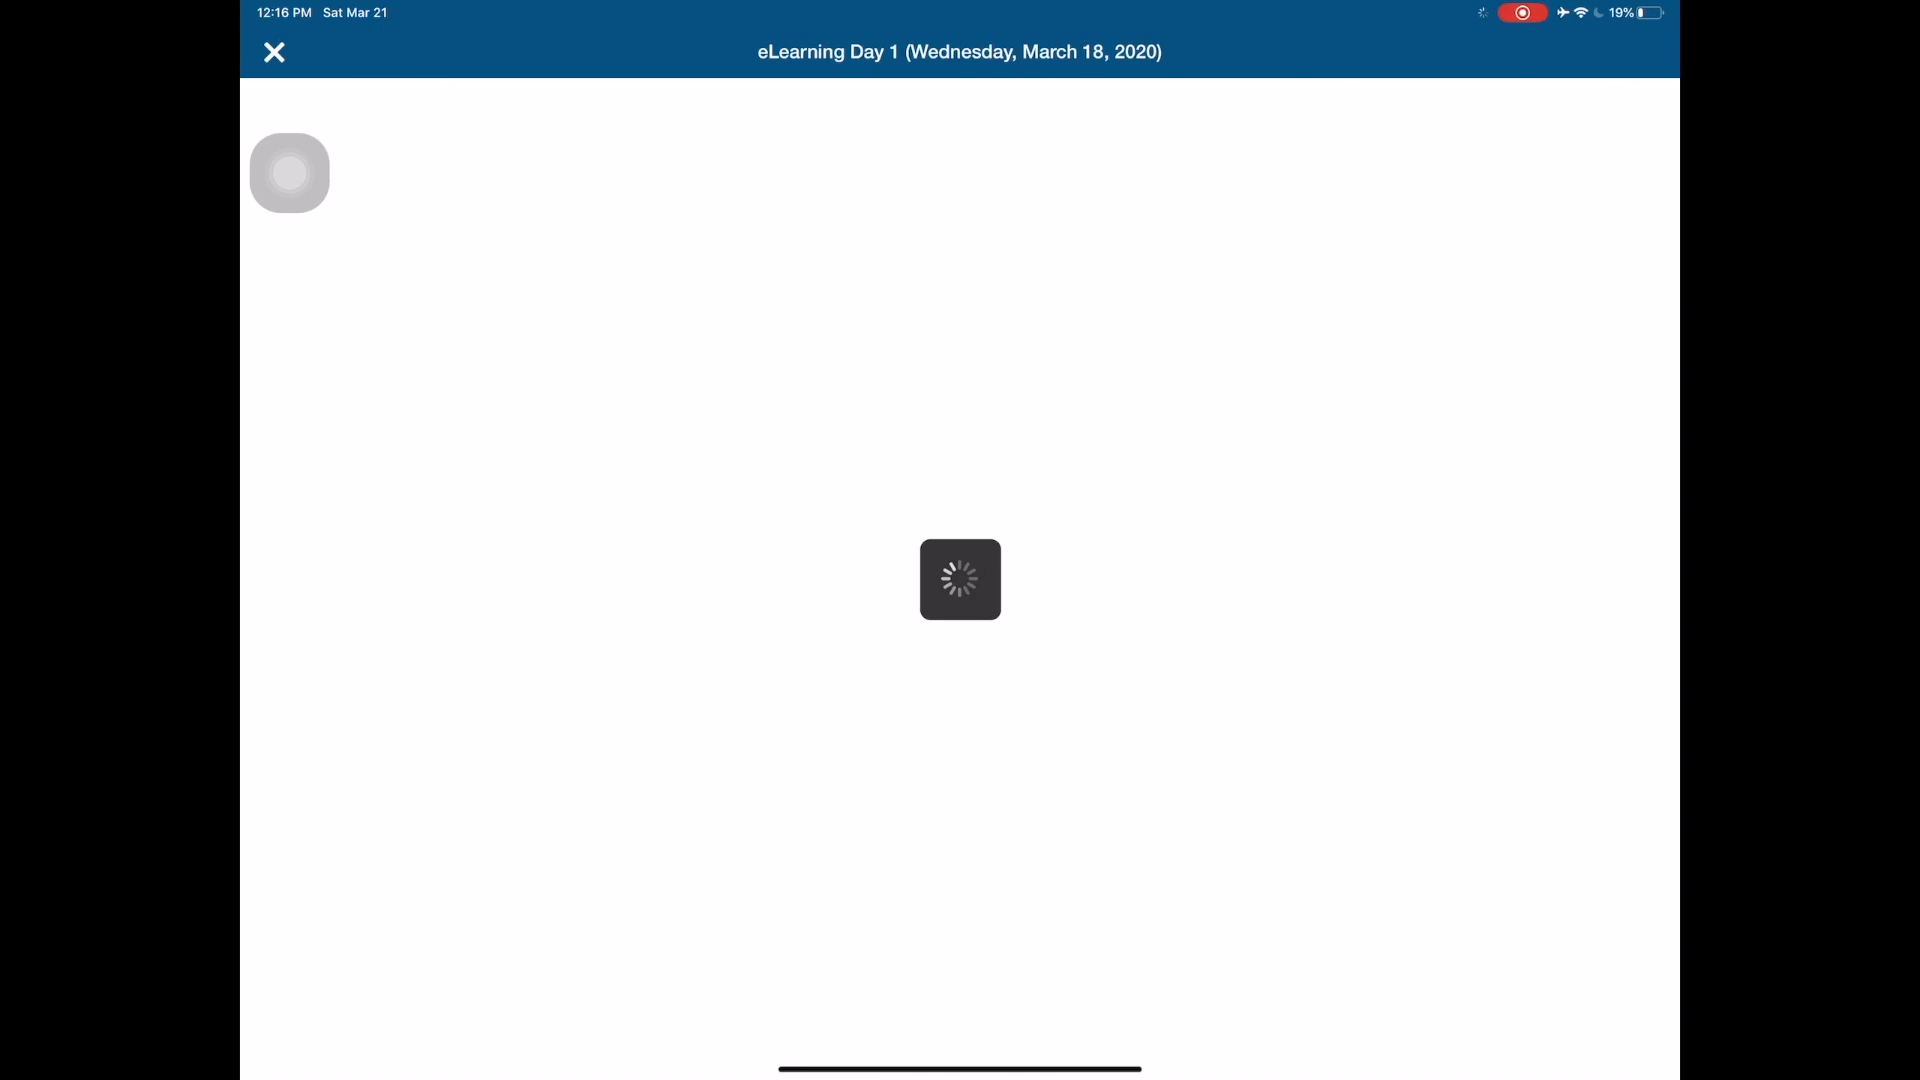 12:16 PM Sat Mar 21
19%
eLearning Day 1 (Wednesday, March 18, 2020)